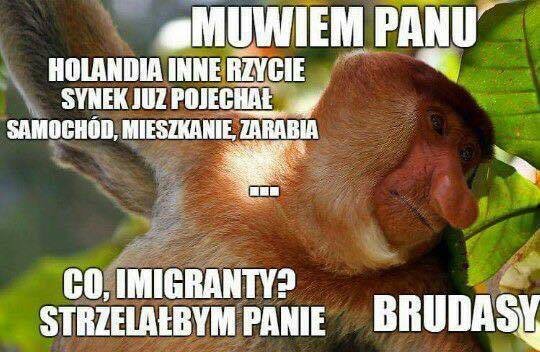 MUWIEM PANU
HOLANDIA INNE RZYCIE
SYNEK JUZ POJECHAŁ
SAMOCHÓD, MIESZKANIE, ZARABIA
...
CO, IMIGRANTY?
STRZELAŁBYM PANIE
BRUDASY